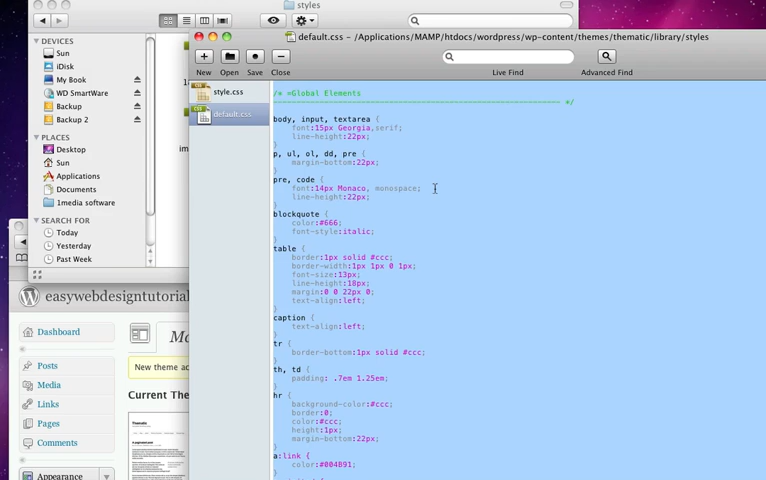 styles
DEVICES
Sun
iDisk
My Book
WD SmartWare
Backup
Backup 2
PLACES
Desktop
Sun
Applications
Documents
1media software
SEARCH FOR
Today
Yesterday
Past Week
default.css — /Applications/MAMP/htdocs/wordpress/wp-content/themes/thematic/library/styles
New
Open
Save
Close
Live Find
Advanced Find
style.css
default.css
/* =Global Elements
*/
body, input, textarea {
font:15px Georgia,serif;
line-height:22px;
}
p, ul, ol, dd, pre {
margin-bottom:22px;
}
pre, code {
font:14px Monaco, monospace;
line-height:22px;
}
blockquote {
color:#666;
font-style:italic;
}
table {
border:1px solid #ccc;
border-width:1px 1px 0 1px;
font-size:13px;
line-height:18px;
margin:0 0 22px 0;
text-align:left;
}
caption {
text-align:left;
}
tr {
border-bottom:1px solid #ccc;
}
th, td {
padding: .7em 1.25em;
}
hr {
background-color:#ccc;
border:0;
color:#ccc;
height:1px;
margin-bottom:22px;
}
a:link {
color:#004B91;
easywebdesigntutorial
Dashboard
Posts
Media
Links
Pages
Comments
Appearance
New theme ac
Current The